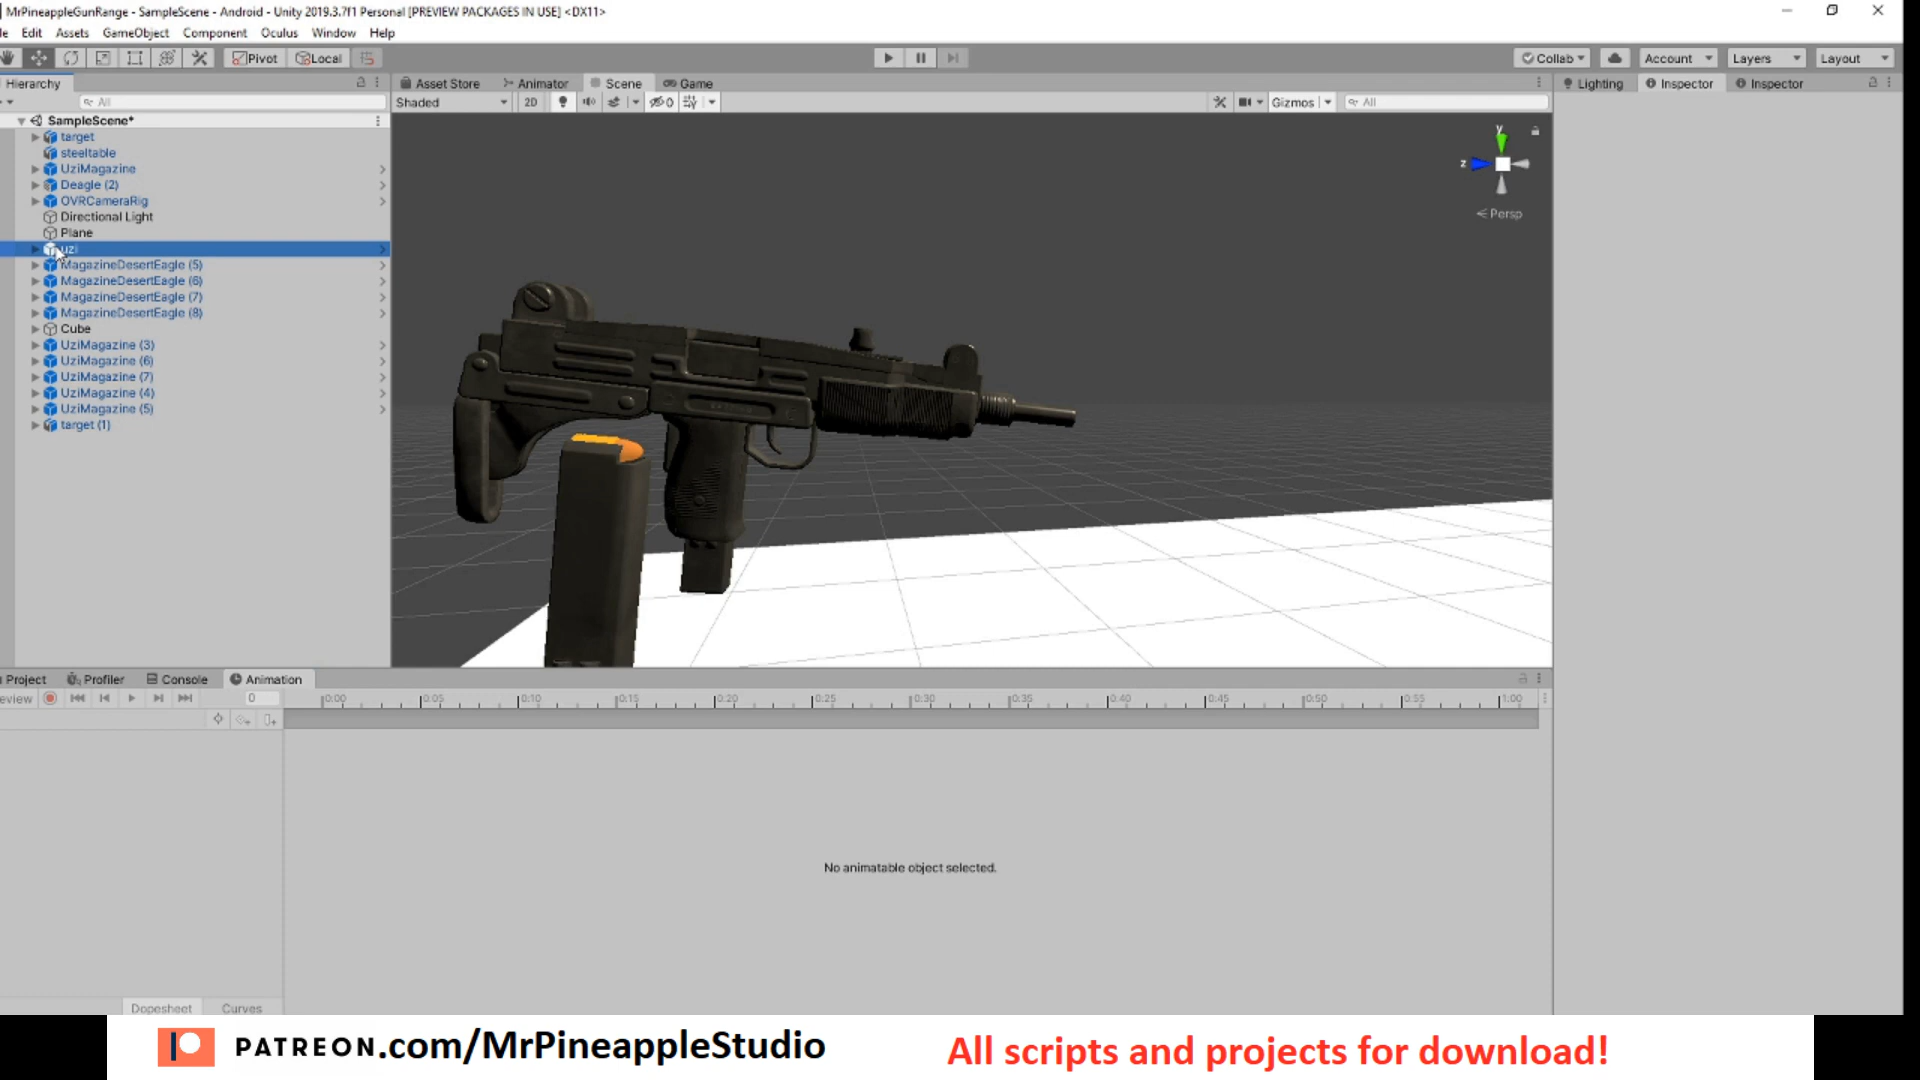 MrPineappleGunRange - SampleScene - Android - Unity 2019.3.7f1 Personal [PREVIEW PACKAGES IN USE] <DX11>
le Edit Assets GameObject Component Oculus Window Help
Pivot Local Collab Account Layers Layout
Hierarchy Asset Store Animator Scene Game Lighting Inspector Inspector
All Shaded 2D 0 Gizmos All
SampleScene*
target
steeltable
UziMagazine
Deagle (2)
OVRCameraRig
Directional Light
Plane
uzi
MagazineDesertEagle (5)
MagazineDesertEagle (6)
MagazineDesertEagle (7)
MagazineDesertEagle (8)
Cube
UziMagazine (3)
UziMagazine (6)
UziMagazine (7)
UziMagazine (4)
UziMagazine (5)
target (1)
y
z
Persp
Project Profiler Console Animation
eview 0 0:00 0:05 0:10 0:15 0:20 0:25 0:30 0:35 0:40 0:45 0:50 0:55 1:00
No animatable object selected.
Dopesheet Curves
PATREON.com/MrPineappleStudio All scripts and projects for download!